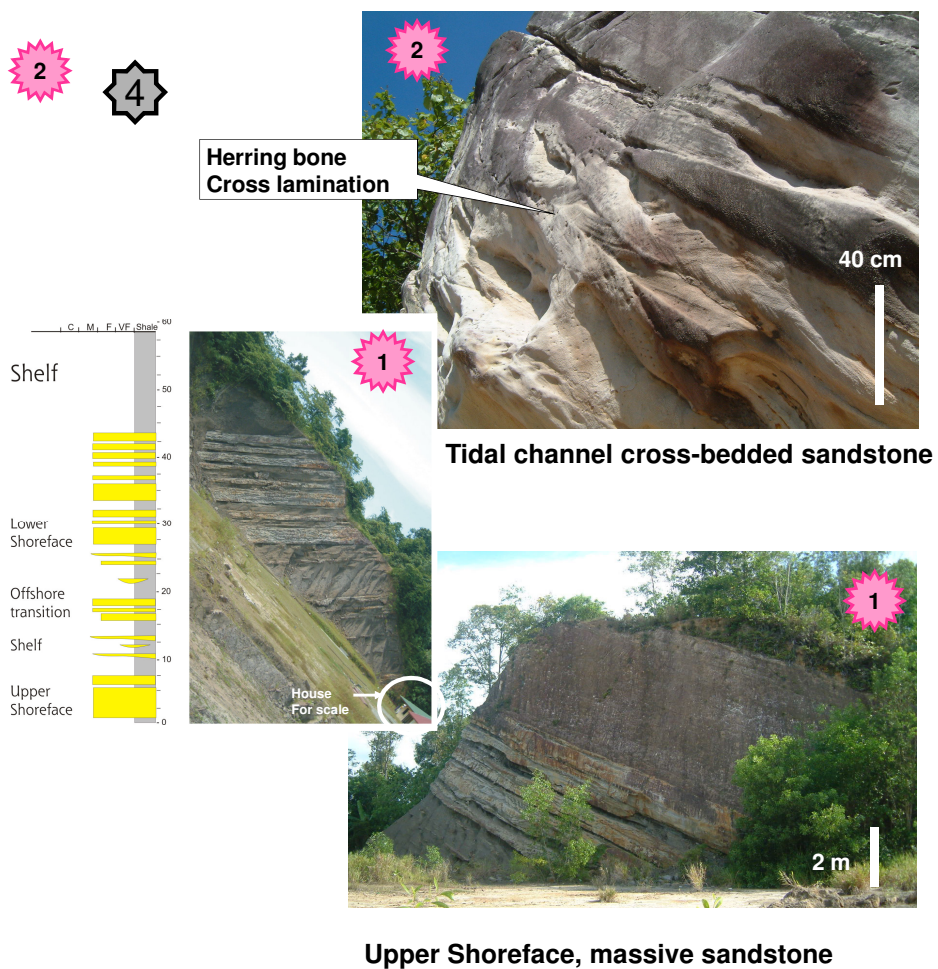 2
4
2
Herring bone
Cross lamination
40 cm
Tidal channel cross-bedded sandstone
C M F VF Shale
60
Shelf
50
40
30
Lower
Shoreface
20
Offshore
transition
Shelf
10
Upper
Shoreface
0
1
House
For scale
1
2 m
Upper Shoreface, massive sandstone